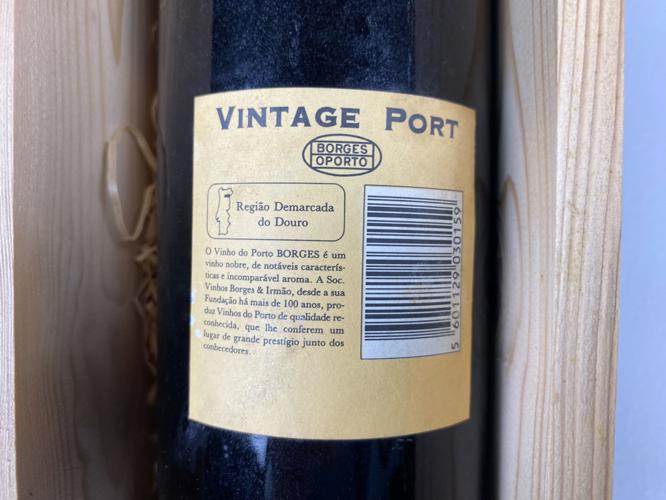 VINTAGE PORT
BORGES
OPORTO
Região Demarcada
do Douro
O Vinho do Porto BORGES é um
vinho nobre, de notáveis caracterís-
ticas e incomparável aroma. A Soc.
Vinhos Borges & Irmão, desde a sua
Fundação há mais de 100 anos, pro-
duz Vinhos do Porto de qualidade re-
conhecida, que lhe conferem um
lugar de grande prestígio junto dos
conhecedores.
5 601129 030159